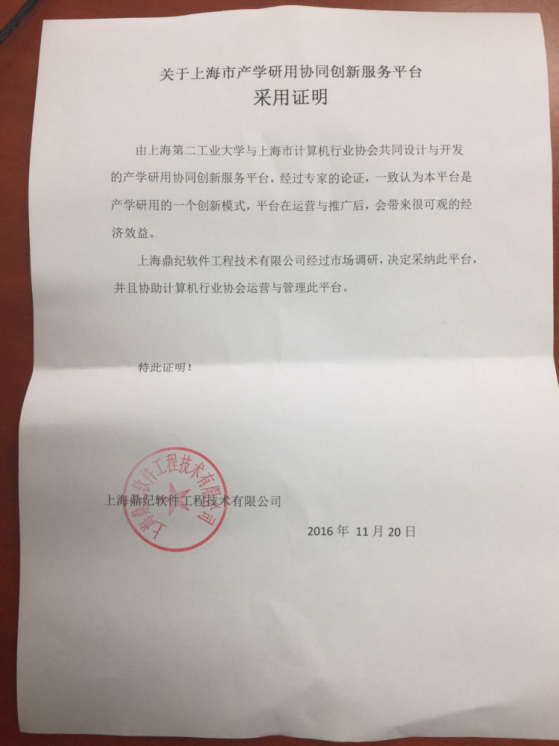 关于上海市产学研用协同创新服务平台
采用证明
由上海第二工业大学与上海市计算机行业协会共同设计与开发
的产学研用协同创新服务平台，经过专家的论证，一致认为本平台是
产学研用的一个创新模式，平台在运营与推广后，会带来很可观的经
济效益。
上海鼎纪软件工程技术有限公司经过市场调研，决定采纳此平台，
并且协助计算机行业协会运营与管理此平台。
特此证明！
上海鼎纪软件工程技术有限公司
上海鼎纪软件工程技术有限公司
2016 年 11 月 20 日